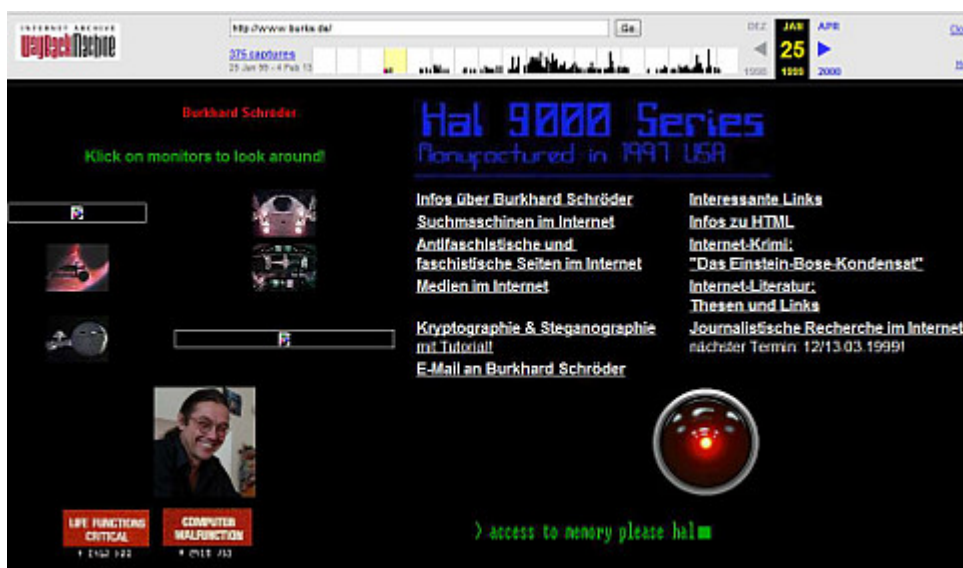 INTERNET ARCHIVE
WayBackMachine
http://www.burks.de/
Go
375 captures
25 Jan 99 - 4 Feb 13
DEZ JAN APR
25
1998 1999 2000
Burkhard Schröder
Klick on monitors to look around!
Hal 9000 Series
Manufactured in 1997 USA
Infos über Burkhard Schröder
Suchmaschinen im Internet
Antifaschistische und
faschistische Seiten im Internet
Medien im Internet
Kryptographie & Steganographie
mit Tutorial!
E-Mail an Burkhard Schröder
Interessante Links
Infos zu HTML
Internet-Krimi:
"Das Einstein-Bose-Kondensat"
Internet-Literatur:
Thesen und Links
Journalistische Recherche im Internet
nächster Termin: 12/13.03.1999!
LIFE FUNCTIONS
CRITICAL
COMPUTER
MALFUNCTION
> access to memory please hal